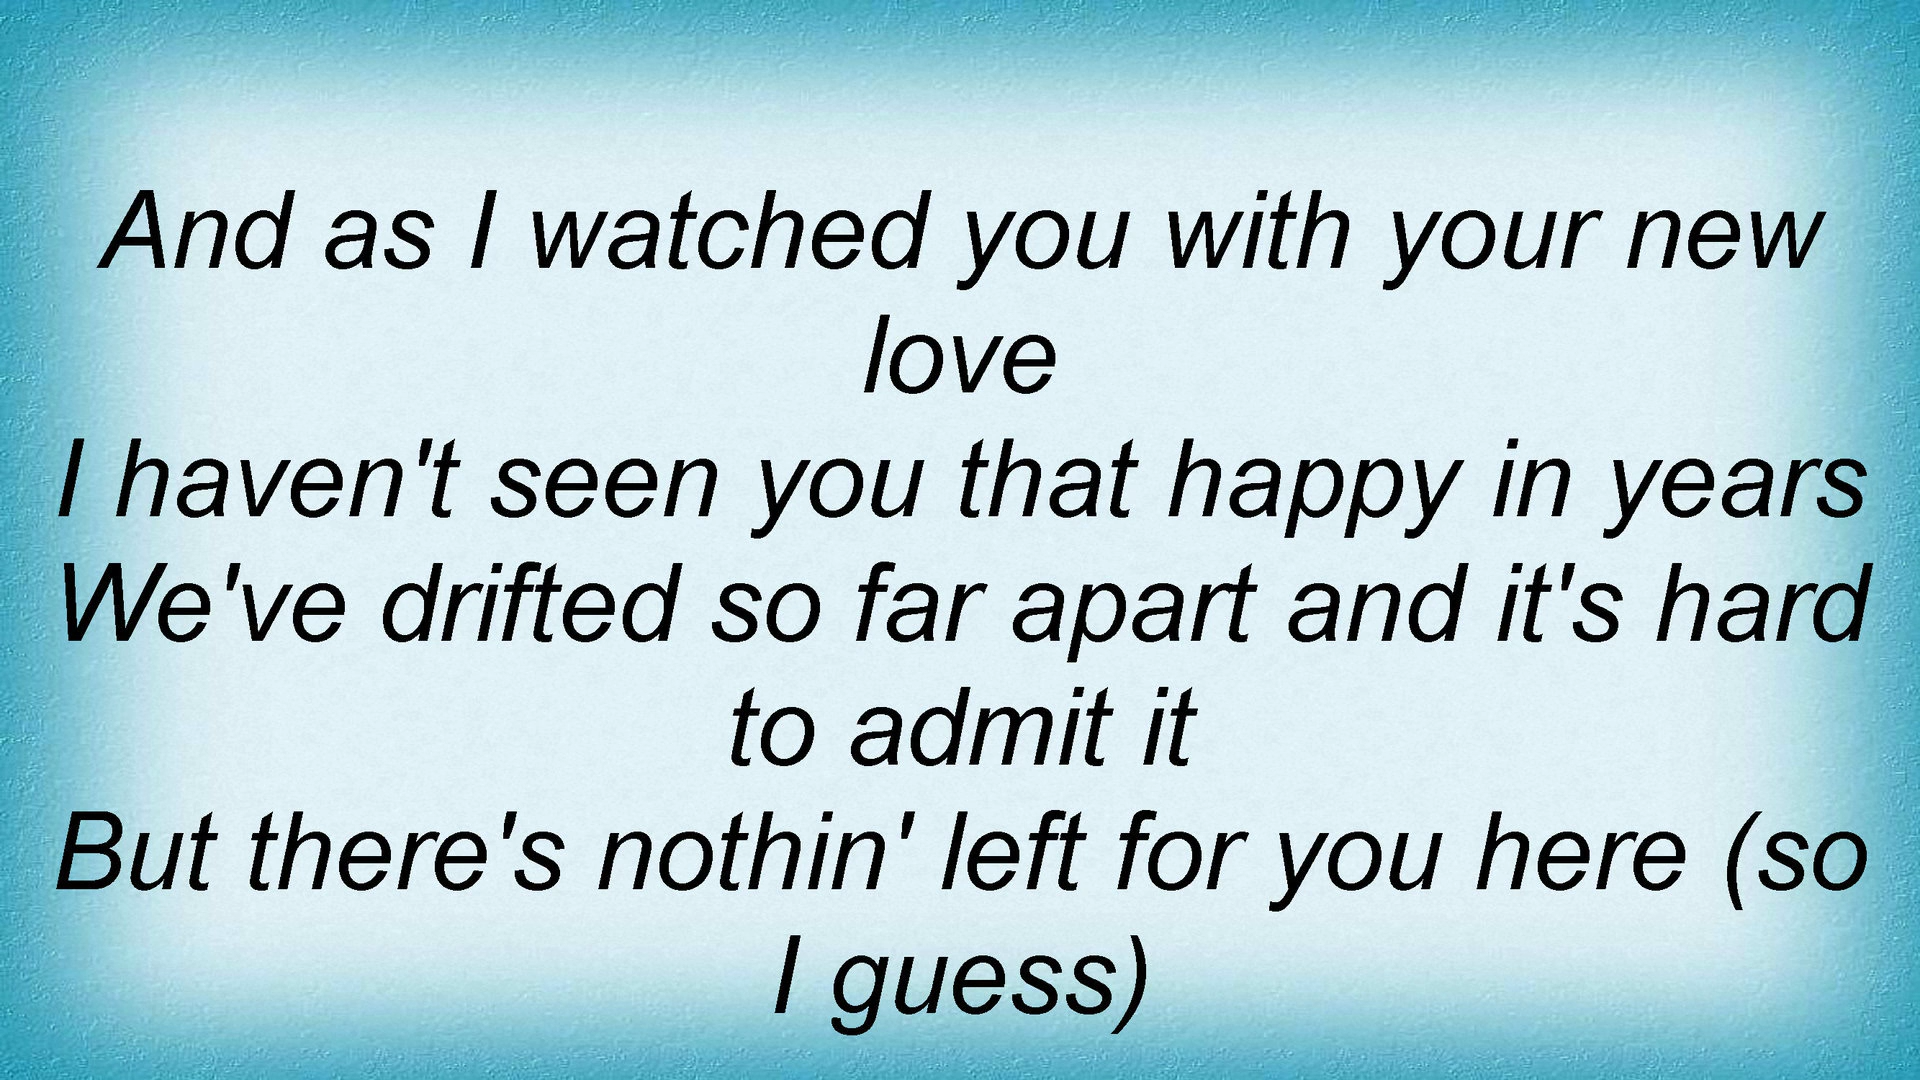 And as I watched you with your new
love
I haven't seen you that happy in years
We've drifted so far apart and it's hard
to admit it
But there's nothin' left for you here (so
I guess)